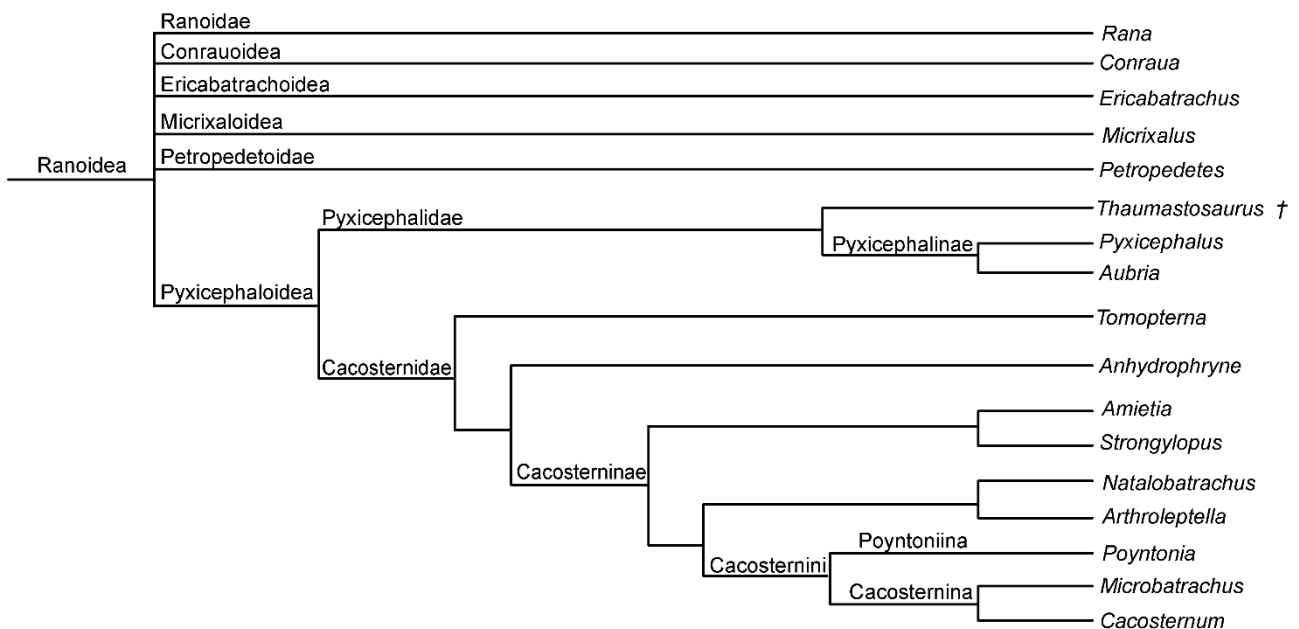 Ranoidae
Rana
Conrauoidea
Conraua
Ericabatrachoidea
Ericabatrachus
Micrixaloidea
Micrixalus
Ranoidea
Petropedetoidae
Petropedetes
Thaumastosaurus †
Pyxicephalidae
Pyxicephalinae
Pyxicephalus
Aubria
Pyxicephaloidea
Tomopterna
Cacosternidae
Anhydrophryne
Amietia
Strongylopus
Cacosterninae
Natalobatrachus
Arthroleptella
Poyntoniina
Poyntonia
Cacosternini
Cacosternina
Microbatrachus
Cacosternum